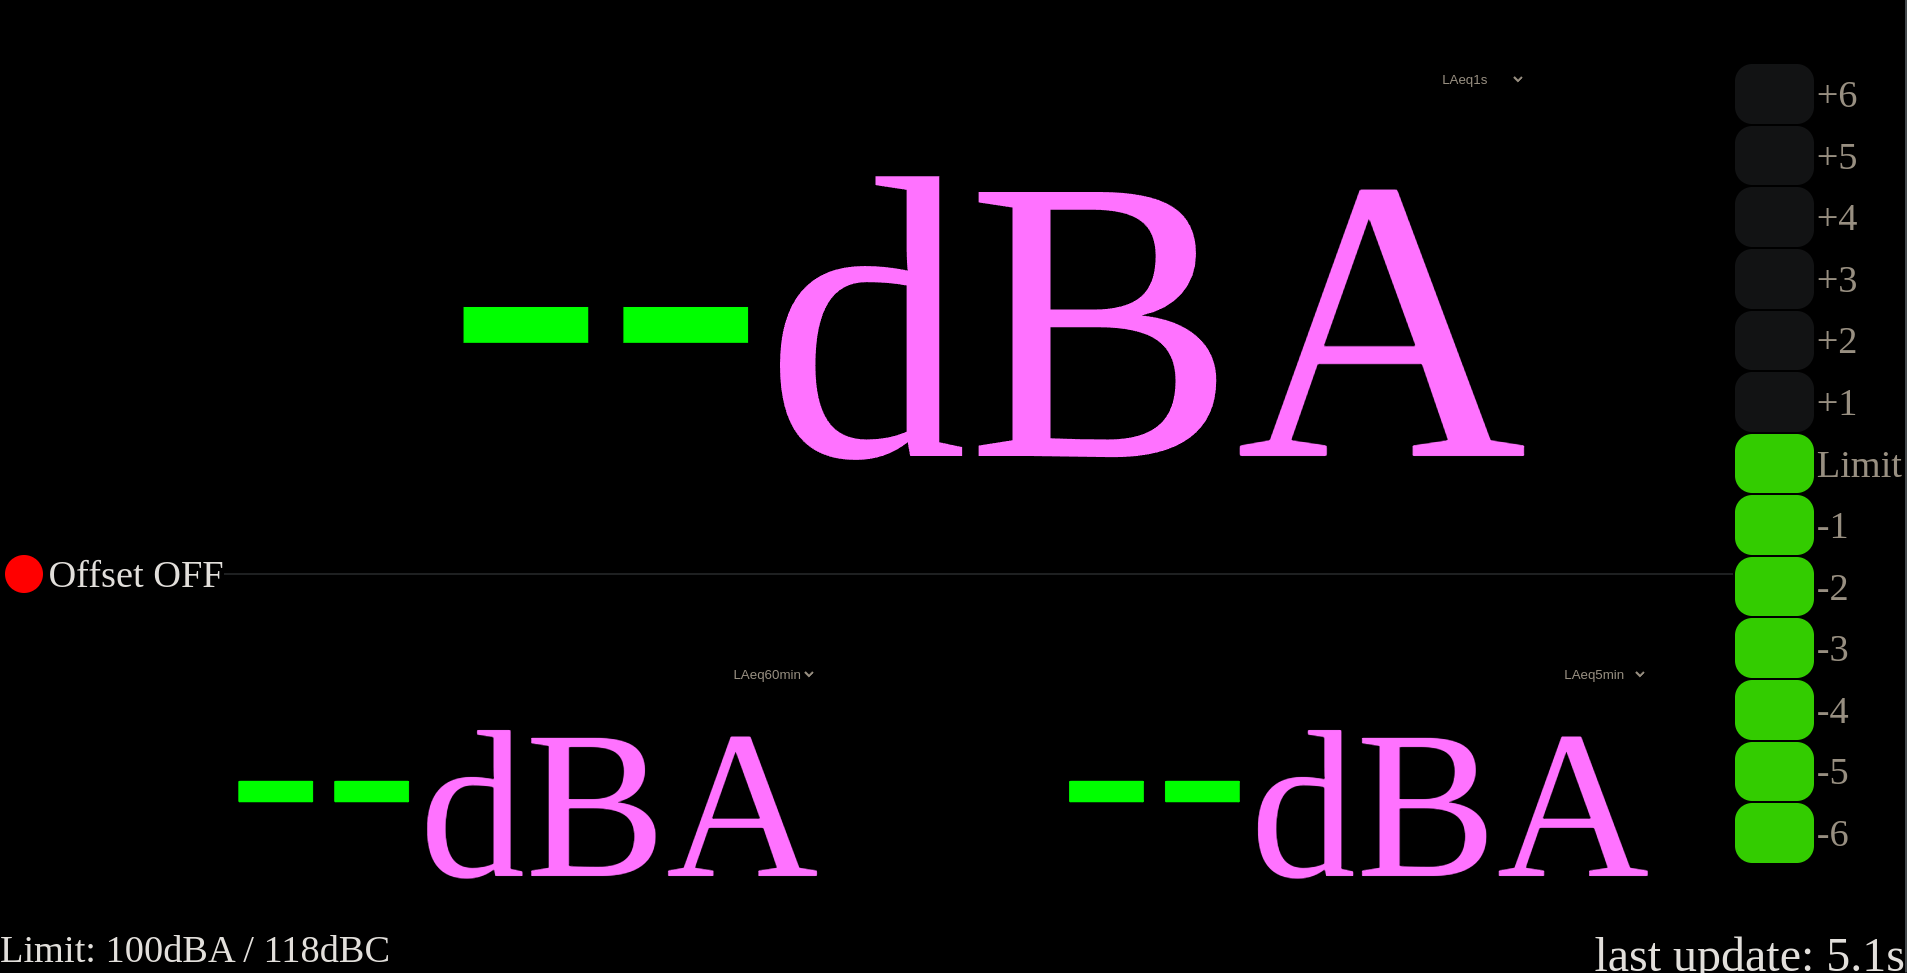 LAeq1s
--dBA
Offset OFF
LAeq60min
--dBA
LAeq5min
--dBA
+6
+5
+4
+3
+2
+1
Limit
-1
-2
-3
-4
-5
-6
Limit: 100dBA / 118dBC
last update: 5.1s